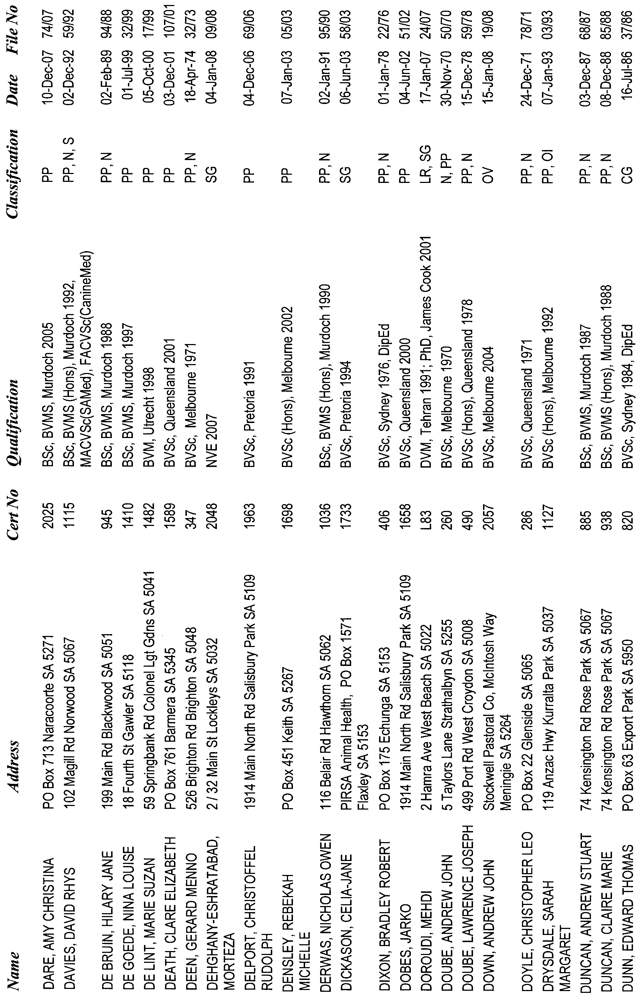 Name Address Cert No Qualification Classification Date File No
DARE, AMY CHRISTINA PO Box 713 Naracoorte SA 5271 2025 BSc, BVMS, Murdoch 2005 PP 10-Dec-07 74/07
DAVIES, DAVID RHYS 102 Magill Rd Norwood SA 5067 1115 BSc, BVMS (Hons), Murdoch 1992, PP, N, S 02-Dec-92 59/92
MACVSc(SAMed), FACVSc(CanineMed)
DE BRUIN, HILARY JANE 199 Main Rd Blackwood SA 5051 945 BSc, BVMS, Murdoch 1988 PP, N 02-Feb-89 94/88
DE GOEDE, NINA LOUISE 18 Fourth St Gawler SA 5118 1410 BSc, BVMS, Murdoch 1997 PP 01-Jul-99 32/99
DE LINT, MARIE SUZAN 59 Springbank Rd Colonel Lgt Gdns SA 5041 1482 BVM, Utrecht 1998 PP 05-Oct-00 17/99
DEATH, CLARE ELIZABETH PO Box 761 Barmera SA 5345 1589 BVSc, Queensland 2001 PP 03-Dec-01 107/01
DEEN, GERARD MENNO 526 Brighton Rd Brighton SA 5048 347 BVSc, Melbourne 1971 PP, N 18-Apr-74 32/73
DEHGHANY-ESHRATABAD, 2 / 32 Main St Lockleys SA 5032 2048 NVE 2007 SG 04-Jan-08 09/08
MORTEZA
DELPORT, CHRISTOFFEL 1914 Main North Rd Salisbury Park SA 5109 1963 BVSc, Pretoria 1991 PP 04-Dec-06 69/06
RUDOLPH
DENSLEY, REBEKAH PO Box 451 Keith SA 5267 1698 BVSc (Hons), Melbourne 2002 PP 07-Jan-03 05/03
MICHELLE
DERWAS, NICHOLAS OWEN 116 Belair Rd Hawthorn SA 5062 1036 BSc, BVMS (Hons), Murdoch 1990 PP, N 02-Jan-91 95/90
DICKASON, CELIA-JANE PIRSA Animal Health, PO Box 1571 1733 BVSc, Pretoria 1994 SG 06-Jun-03 58/03
Flaxley SA 5153
DIXON, BRADLEY ROBERT PO Box 175 Echunga SA 5153 406 BVSc, Sydney 1976, DipEd PP, N 01-Jan-78 22/76
DOBES, JARKO 1914 Main North Rd Salisbury Park SA 5109 1658 BVSc, Queensland 2000 PP 04-Jun-02 51/02
DOROUDI, MEHDI 2 Hamra Ave West Beach SA 5022 L83 DVM, Tehran 1991; PhD, James Cook 2001 LR, SG 17-Jan-07 24/07
DOUBE, ANDREW JOHN 5 Taylors Lane Strathalbyn SA 5255 260 BVSc, Melbourne 1970 N, PP 30-Nov-70 50/70
DOUBE, LAWRENCE JOSEPH 499 Port Rd West Croydon SA 5008 490 BVSc (Hons), Queensland 1978 PP, N 15-Dec-78 59/78
DOWN, ANDREW JOHN Stockwell Pastoral Co, McIntosh Way 2057 BVSc, Melbourne 2004 OV 15-Jan-08 19/08
Meningie SA 5264
DOYLE, CHRISTOPHER LEO PO Box 22 Glenside SA 5065 286 BVSc, Queensland 1971 PP, N 24-Dec-71 78/71
DRYSDALE, SARAH 119 Anzac Hwy Kurralta Park SA 5037 1127 BVSc (Hons), Melbourne 1992 PP, OI 07-Jan-93 03/93
MARGARET
DUNCAN, ANDREW STUART 74 Kensington Rd Rose Park SA 5067 885 BSc, BVMS, Murdoch 1987 PP, N 03-Dec-87 68/87
DUNCAN, CLAIRE MARIE 74 Kensington Rd Rose Park SA 5067 938 BSc, BVMS (Hons), Murdoch 1988 PP, N 08-Dec-88 85/88
DUNN, EDWARD THOMAS PO Box 63 Export Park SA 5950 820 BVSc, Sydney 1984, DipEd CG 16-Jul-86 37/86